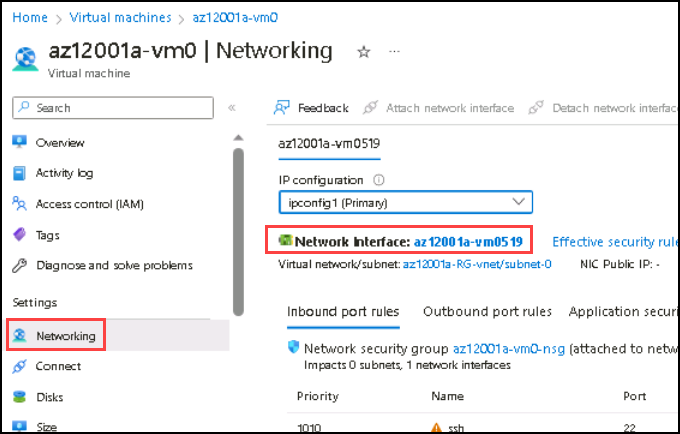 Home > Virtual machines > az12001a-vm0
az12001a-vm0 | Networking ☆ ...
Virtual machine
Search «
Feedback Attach network interface Detach network interface
Overview
Activity log
Access control (IAM)
Tags
Diagnose and solve problems
Settings
Networking
Connect
Disks
Size
az12001a-vm0519
IP configuration
ipconfig1 (Primary)
Network Interface: az12001a-vm0519 Effective security rule
Virtual network/subnet: az12001a-RG-vnet/subnet-0 NIC Public IP: -
Inbound port rules Outbound port rules Application securi
Network security group az12001a-vm0-nsg (attached to netw
Impacts 0 subnets, 1 network interfaces
Priority Name Port
1010 ssh 22